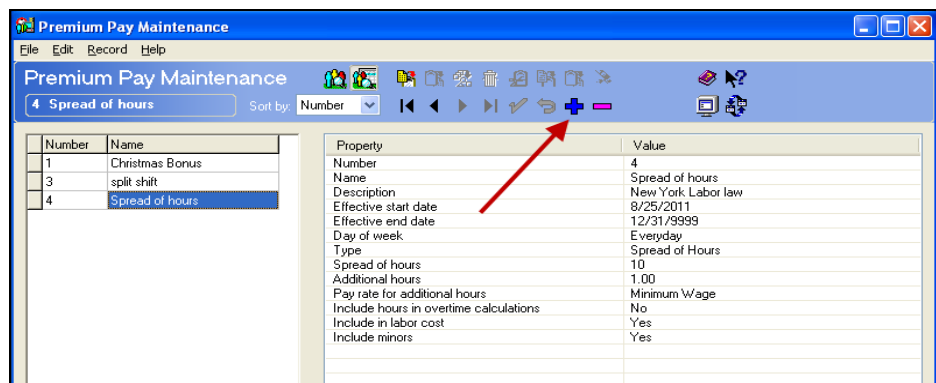 Premium Pay Maintenance
File Edit Record Help
Premium Pay Maintenance
4 Spread of hours Sort by: Number
Number Name
1 Christmas Bonus
3 split shift
4 Spread of hours
Property Value
Number 4
Name Spread of hours
Description New York Labor law
Effective start date 8/25/2011
Effective end date 12/31/9999
Day of week Everyday
Type Spread of Hours
Spread of hours 10
Additional hours 1.00
Pay rate for additional hours Minimum Wage
Include hours in overtime calculations No
Include in labor cost Yes
Include minors Yes